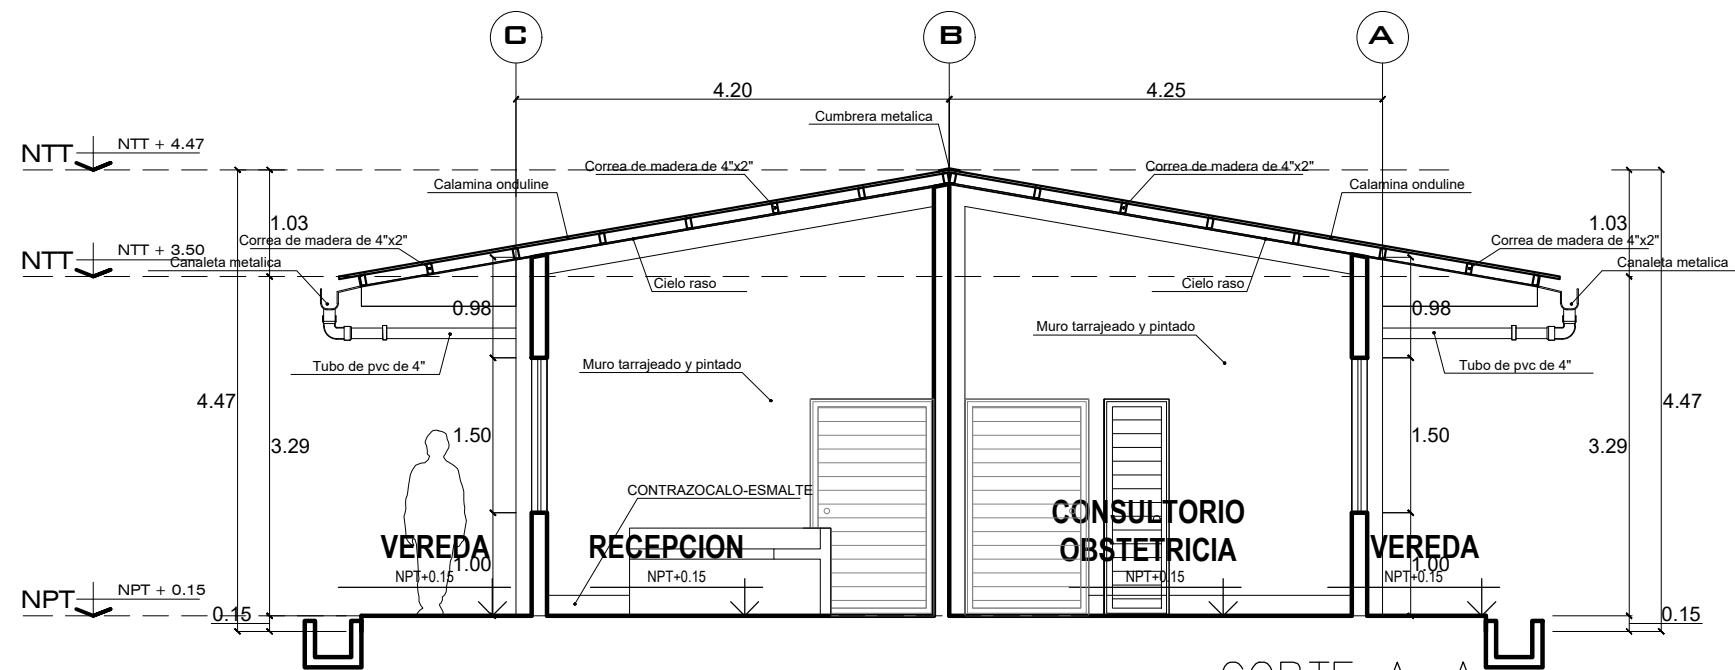 C
B
A
4.20
4.25
Cumbrera metalica
NTT
NTT + 4.47
Correa de madera de 4"x2"
Correa de madera de 4"x2"
Calamina onduline
Calamina onduline
1.03
1.03
Correa de madera de 4"x2"
Correa de madera de 4"x2"
NTT
NTT + 3.50
Canaleta metalica
Canaleta metalica
Cielo raso
Cielo raso
0.98
0.98
Muro tarrajeado y pintado
Muro tarrajeado y pintado
Tubo de pvc de 4"
Tubo de pvc de 4"
4.47
4.47
3.29
1.50
1.50
3.29
CONTRAZOCALO-ESMALTE
CONSULTORIO
OBSTETRICIA
VEREDA
RECEPCION
VEREDA
1.00
1.00
NPT+0.15
NPT+0.15
NPT+0.15
NPT+0.15
NPT
NPT + 0.15
0.15
0.15
CORTE A-A